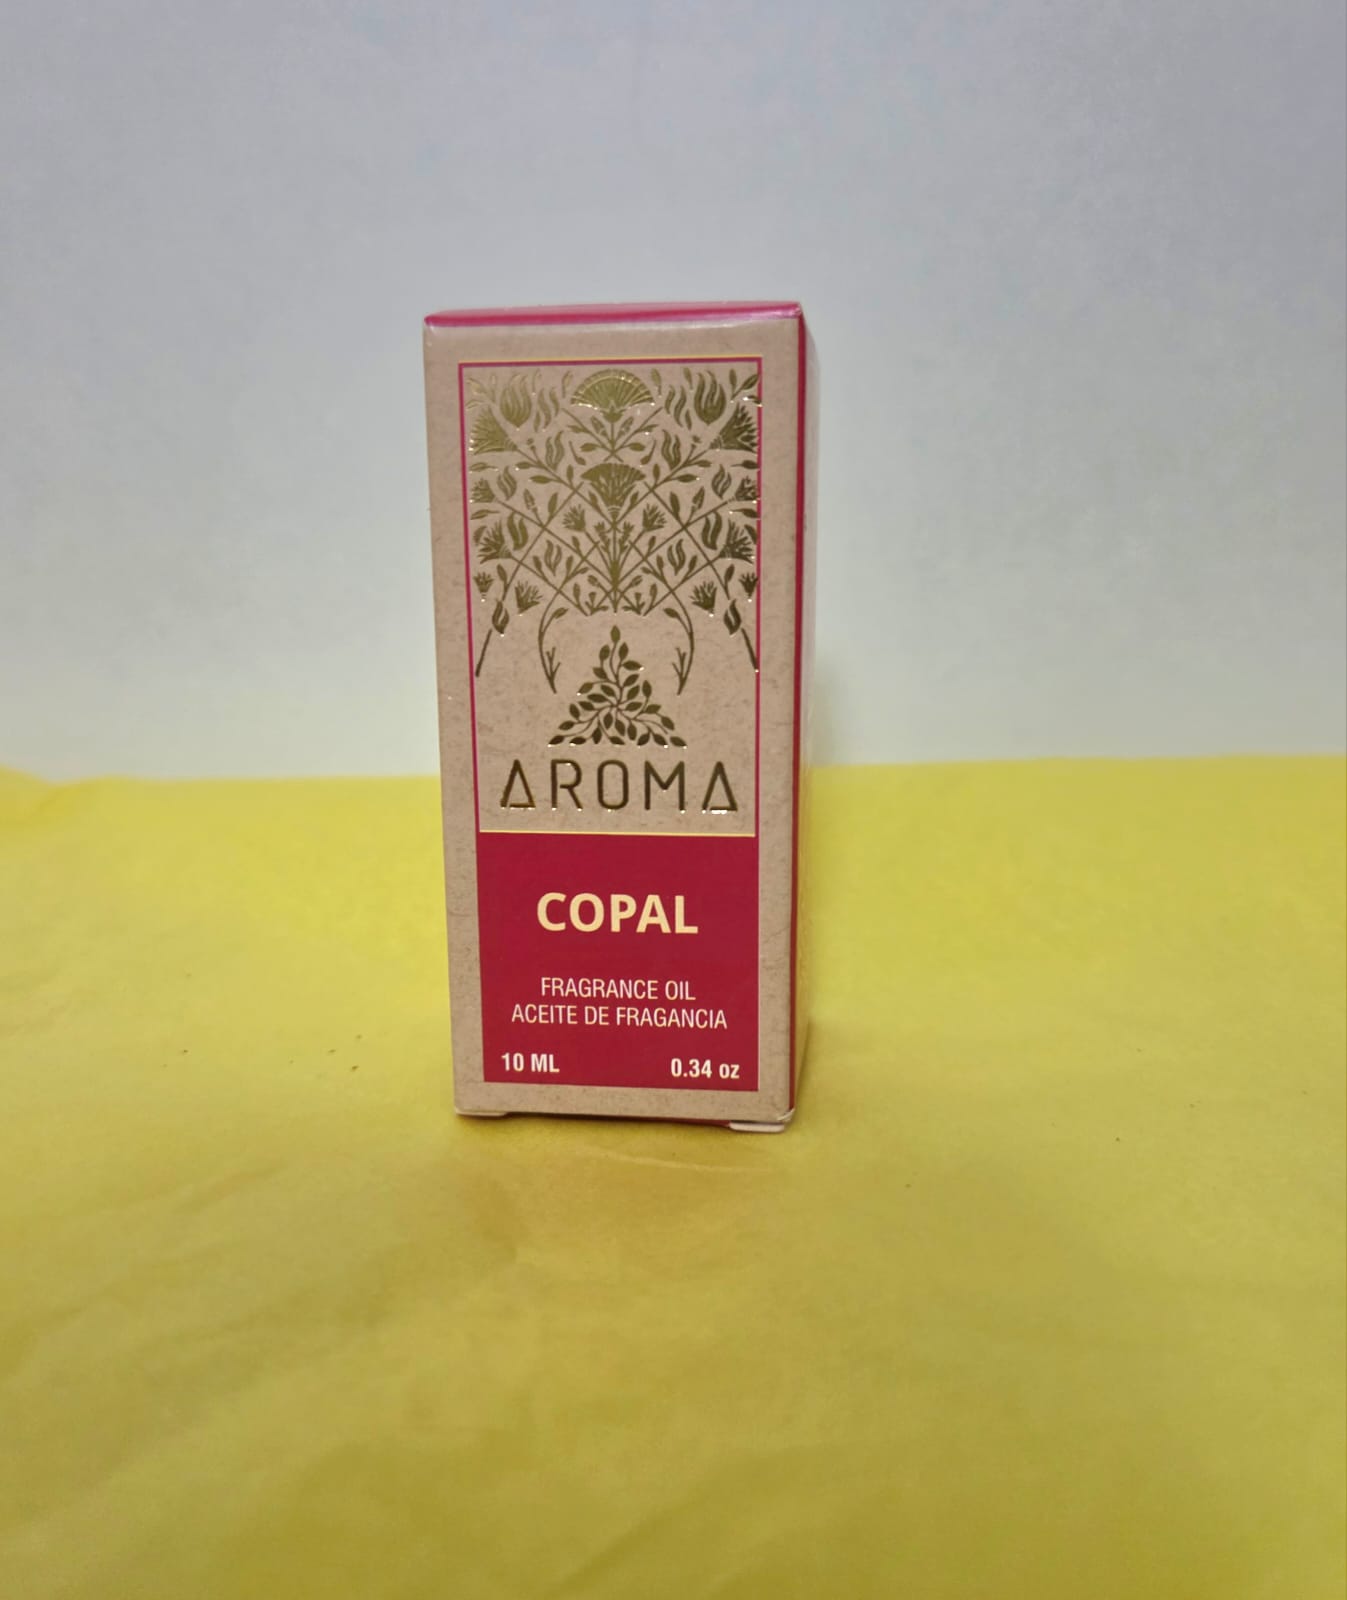 AROMA
COPAL
FRAGRANCE OIL
ACEITE DE FRAGANCIA
10 ML 0.34 oz